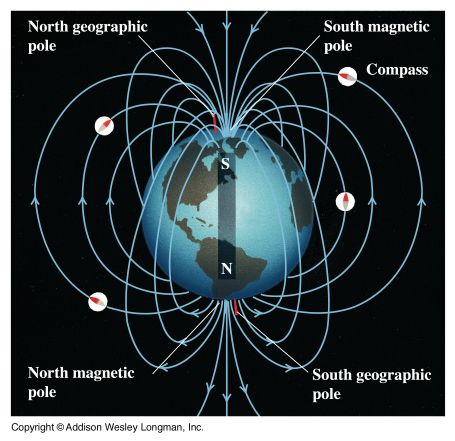 North geographic
pole
South magnetic
pole
Compass
S
N
North magnetic
pole
South geographic
pole
Copyright © Addison Wesley Longman, Inc.